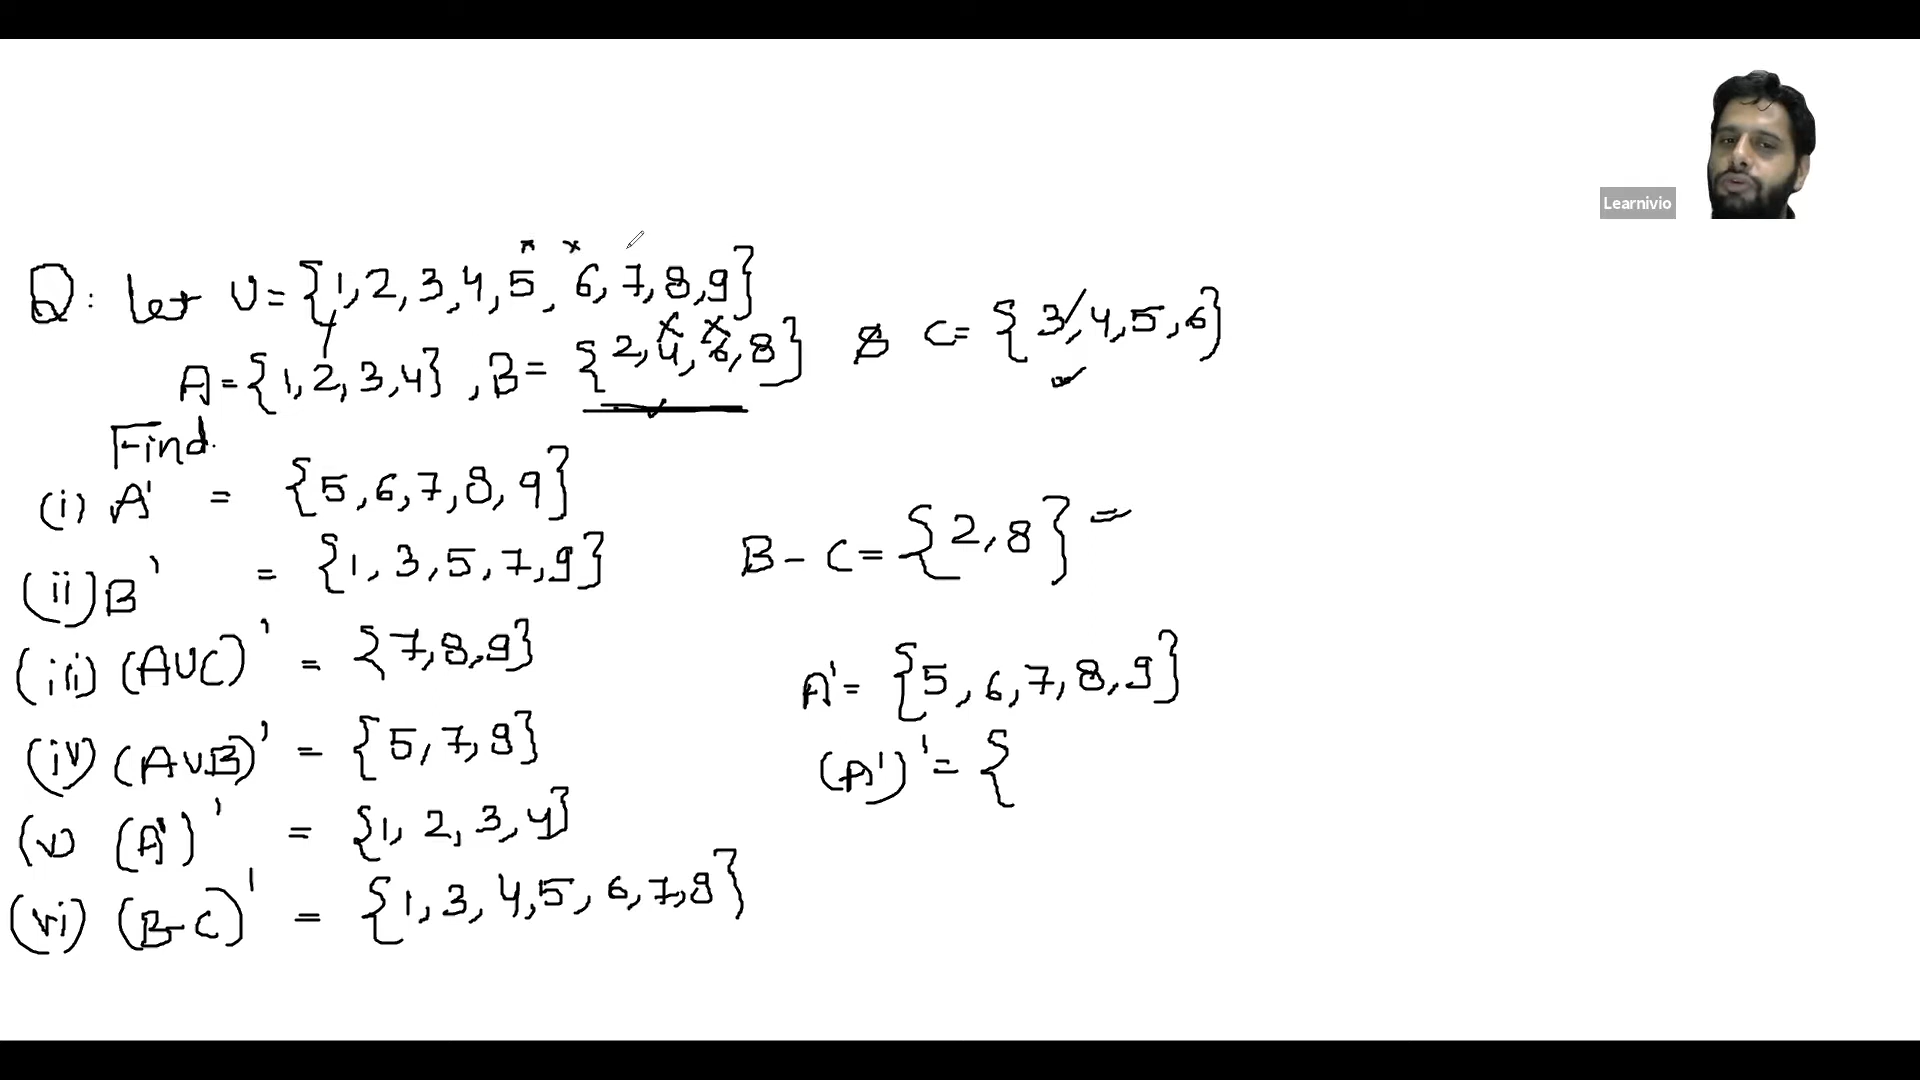 Learnivio
Q: Let U = {1, 2, 3, 4, 5, 6, 7, 8, 9}
A = {1, 2, 3, 4}, B = {2, 4, 6, 8} & C = {3, 4, 5, 6}
Find.
(i) A' = {5, 6, 7, 8, 9}
(ii) B' = {1, 3, 5, 7, 9}
(iii) (A∪C)' = {7, 8, 9}
(iv) (A∪B)' = {5, 7, 9}
(v) (A')' = {1, 2, 3, 4}
(vi) (B-C)' = {1, 3, 4, 5, 6, 7, 9}
B - C = {2, 8} =
A' = {5, 6, 7, 8, 9}
(A')' = {